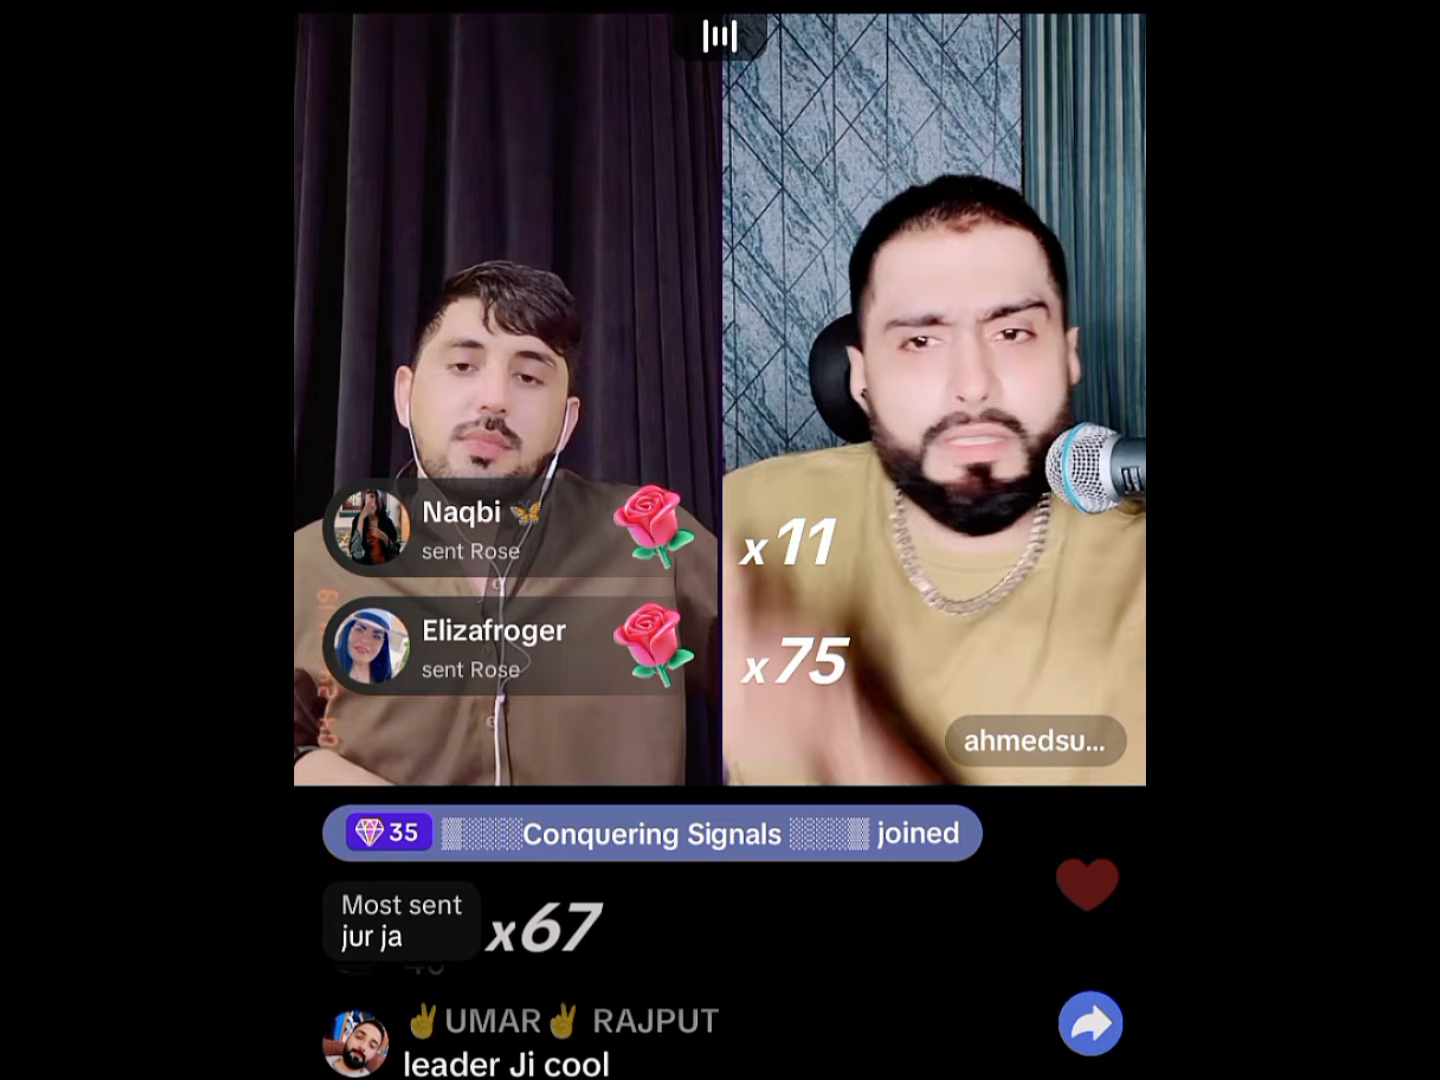 Naqbi 🦋
sent Rose
x11
Elizafroger
sent Rose
x75
ahmedsu...
35 ▒░░░░Conquering Signals ░░░░▒ joined
Most sent
jur ja
x67
✌️UMAR✌️ RAJPUT
leader Ji cool